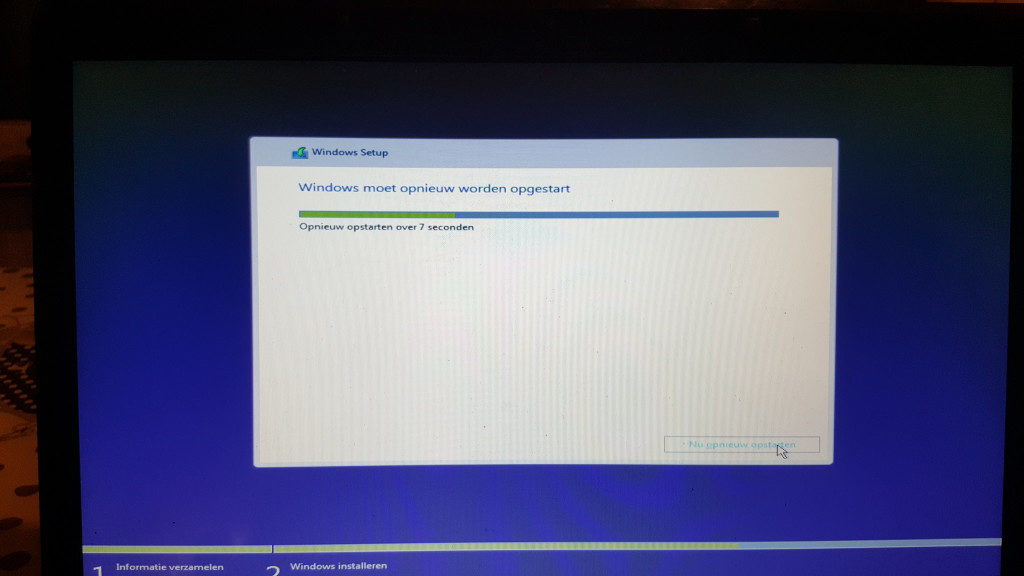 Windows Setup
Windows moet opnieuw worden opgestart
Opnieuw opstarten over 7 seconden
Nu opnieuw opstarten
1 Informatie verzamelen
2 Windows installeren